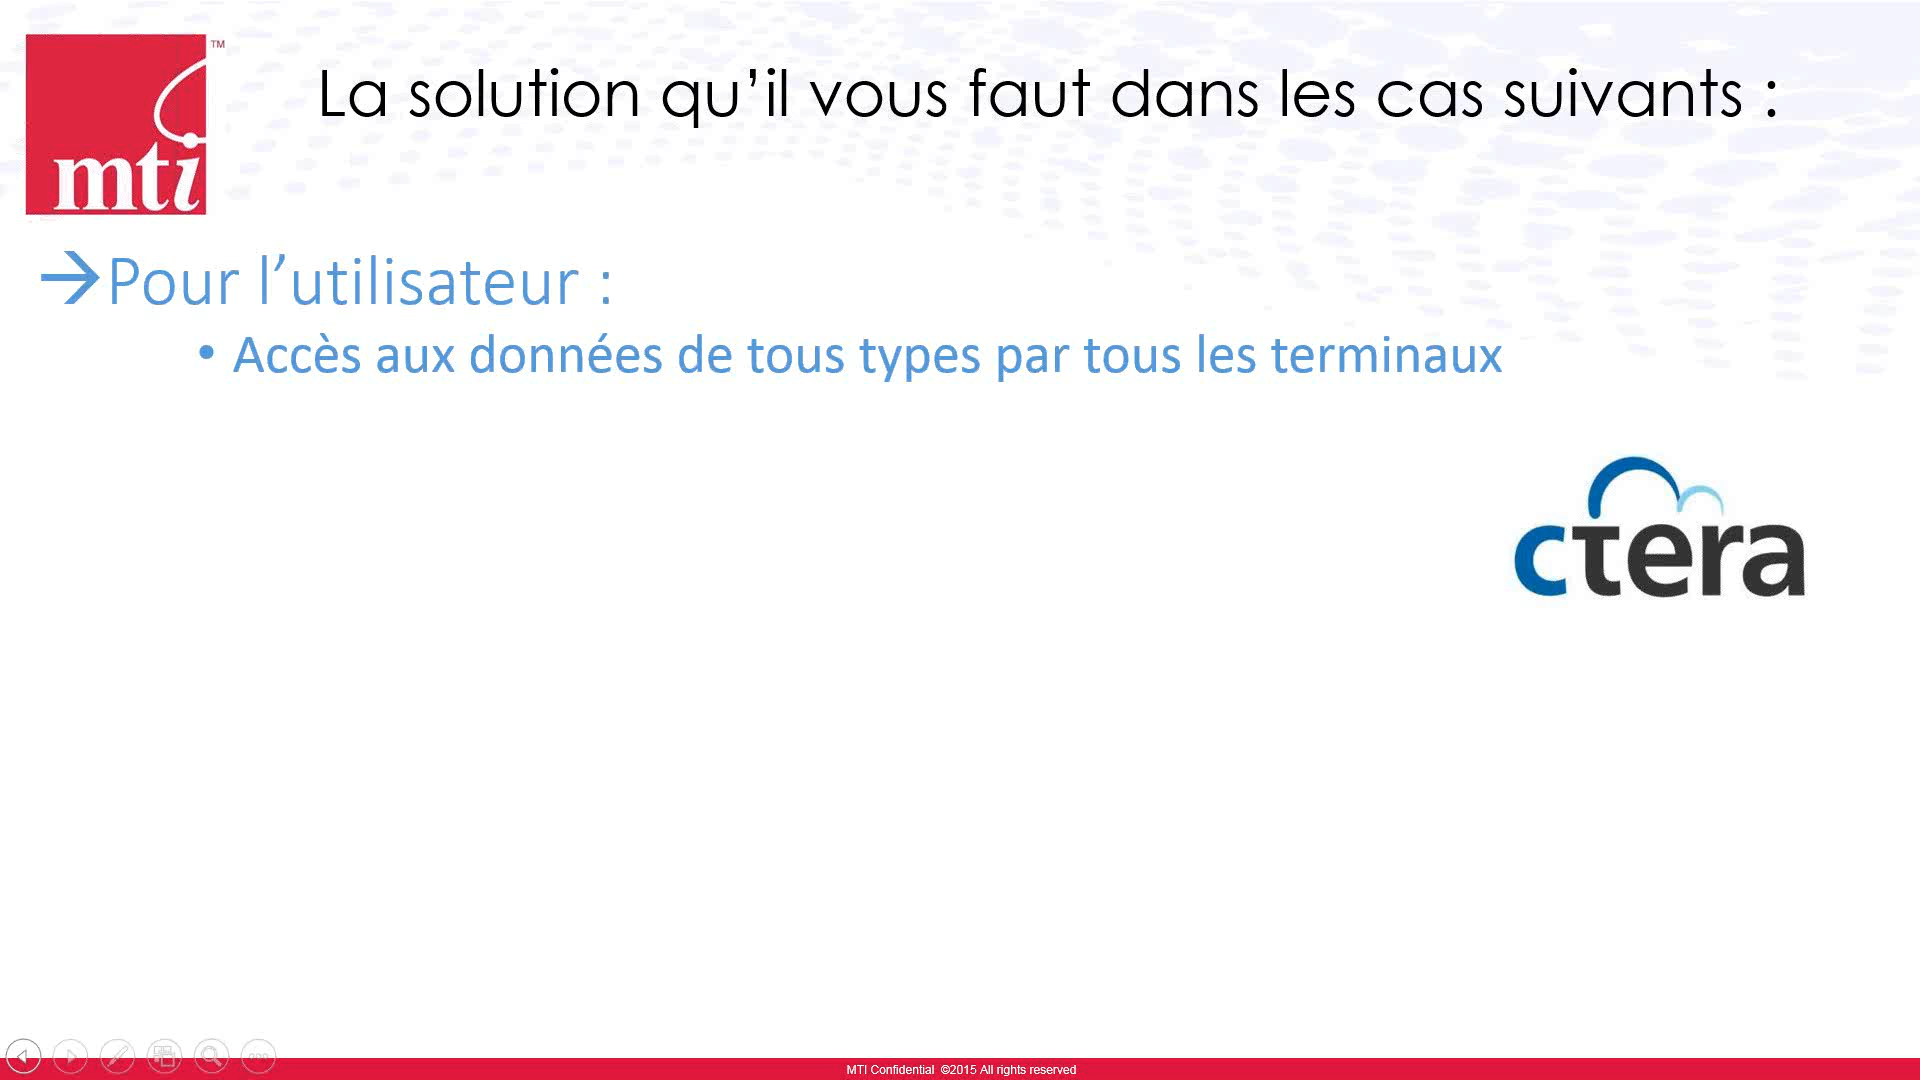 mti
TM
La solution qu’il vous faut dans les cas suivants :
→Pour l’utilisateur :
• Accès aux données de tous types par tous les terminaux
ctera
MTI Confidential ©2015 All rights reserved